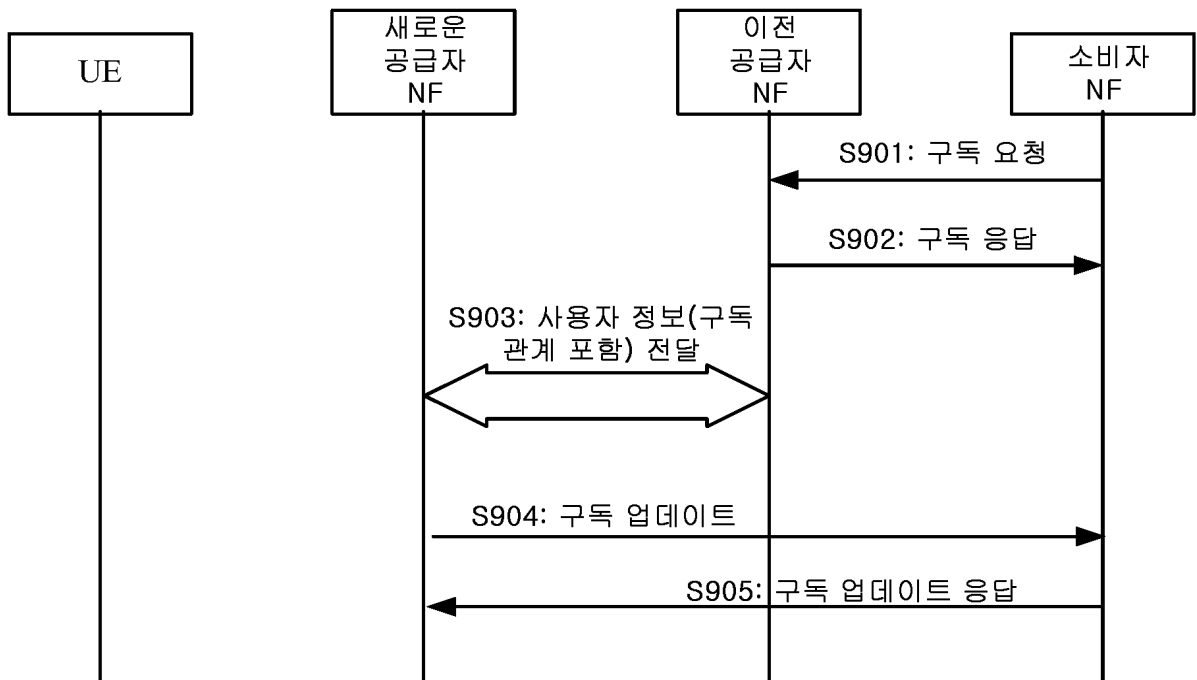 UE
새로운
공급자
NF
이전
공급자
NF
소비자
NF
S901: 구독 요청
S902: 구독 응답
S903: 사용자 정보(구독
관계 포함) 전달
S904: 구독 업데이트
S905: 구독 업데이트 응답